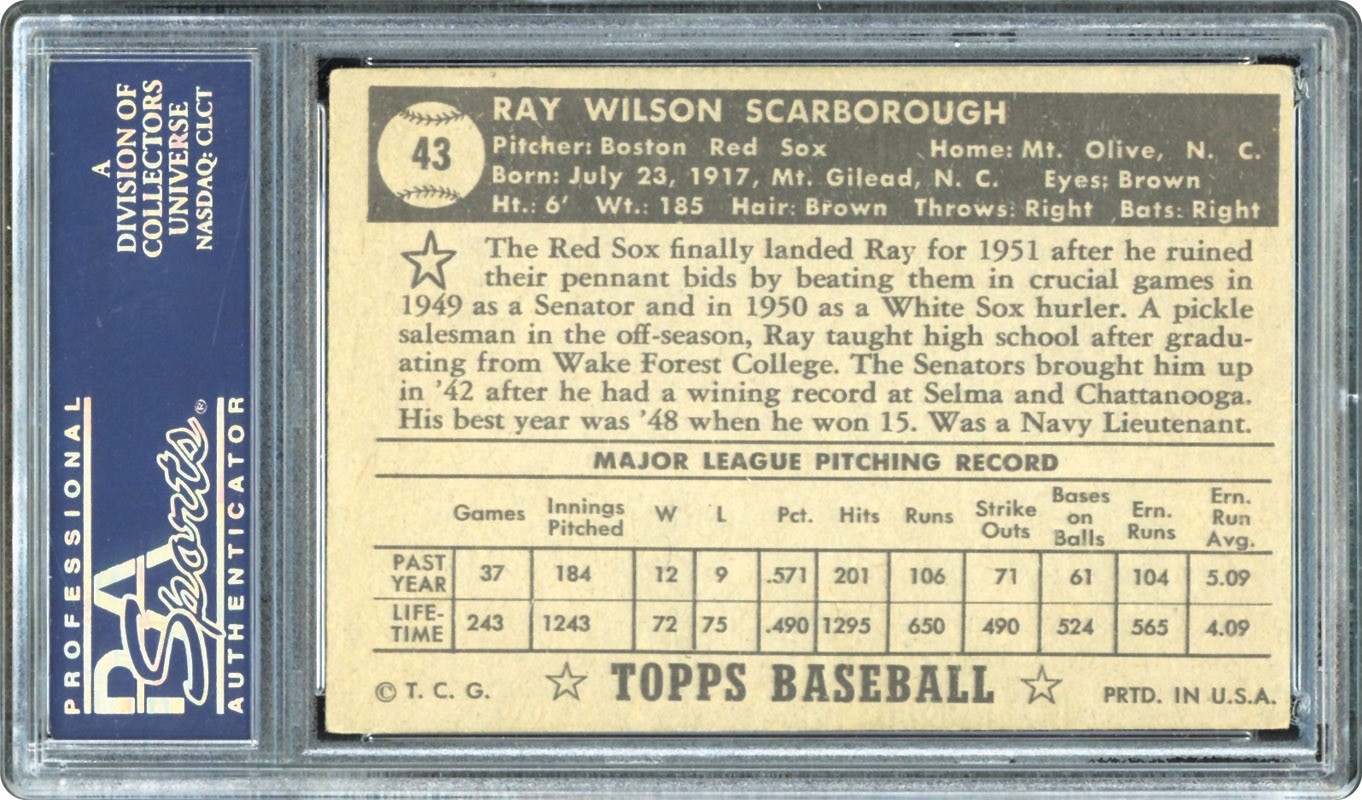 A
DIVISION OF
COLLECTORS
UNIVERSE
NASDAQ: CLCT
PROFESSIONAL
PSA
Sports®
AUTHENTICATOR
43
RAY WILSON SCARBOROUGH
Pitcher: Boston Red Sox Home: Mt. Olive, N. C.
Born: July 23, 1917, Mt. Gilead, N. C. Eyes: Brown
Ht.: 6' Wt.: 185 Hair: Brown Throws: Right Bats: Right
The Red Sox finally landed Ray for 1951 after he ruined
their pennant bids by beating them in crucial games in
1949 as a Senator and in 1950 as a White Sox hurler. A pickle
salesman in the off-season, Ray taught high school after gradu-
ating from Wake Forest College. The Senators brought him up
in '42 after he had a wining record at Selma and Chattanooga.
His best year was '48 when he won 15. Was a Navy Lieutenant.
MAJOR LEAGUE PITCHING RECORD
Games Innings Pitched W L Pct. Hits Runs Strike Outs Bases on Balls Ern. Runs Ern. Run Avg.
PAST YEAR 37 184 12 9 .571 201 106 71 61 104 5.09
LIFE-TIME 243 1243 72 75 .490 1295 650 490 524 565 4.09
© T. C. G. TOPPS BASEBALL PRTD. IN U.S.A.